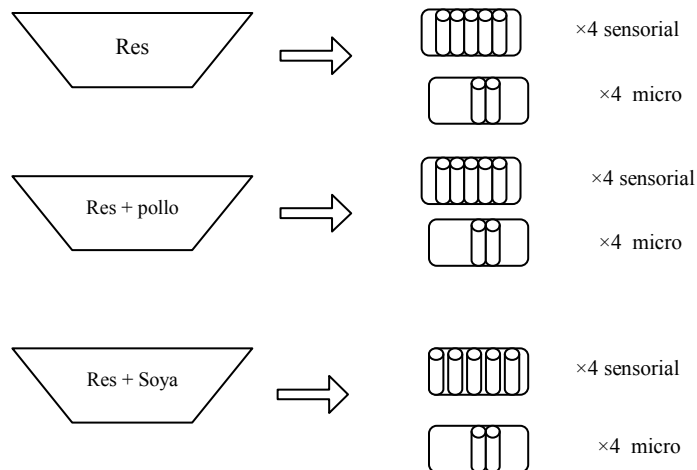 Res
×4 sensorial
×4 micro
Res + pollo
×4 sensorial
×4 micro
Res + Soya
×4 sensorial
×4 micro